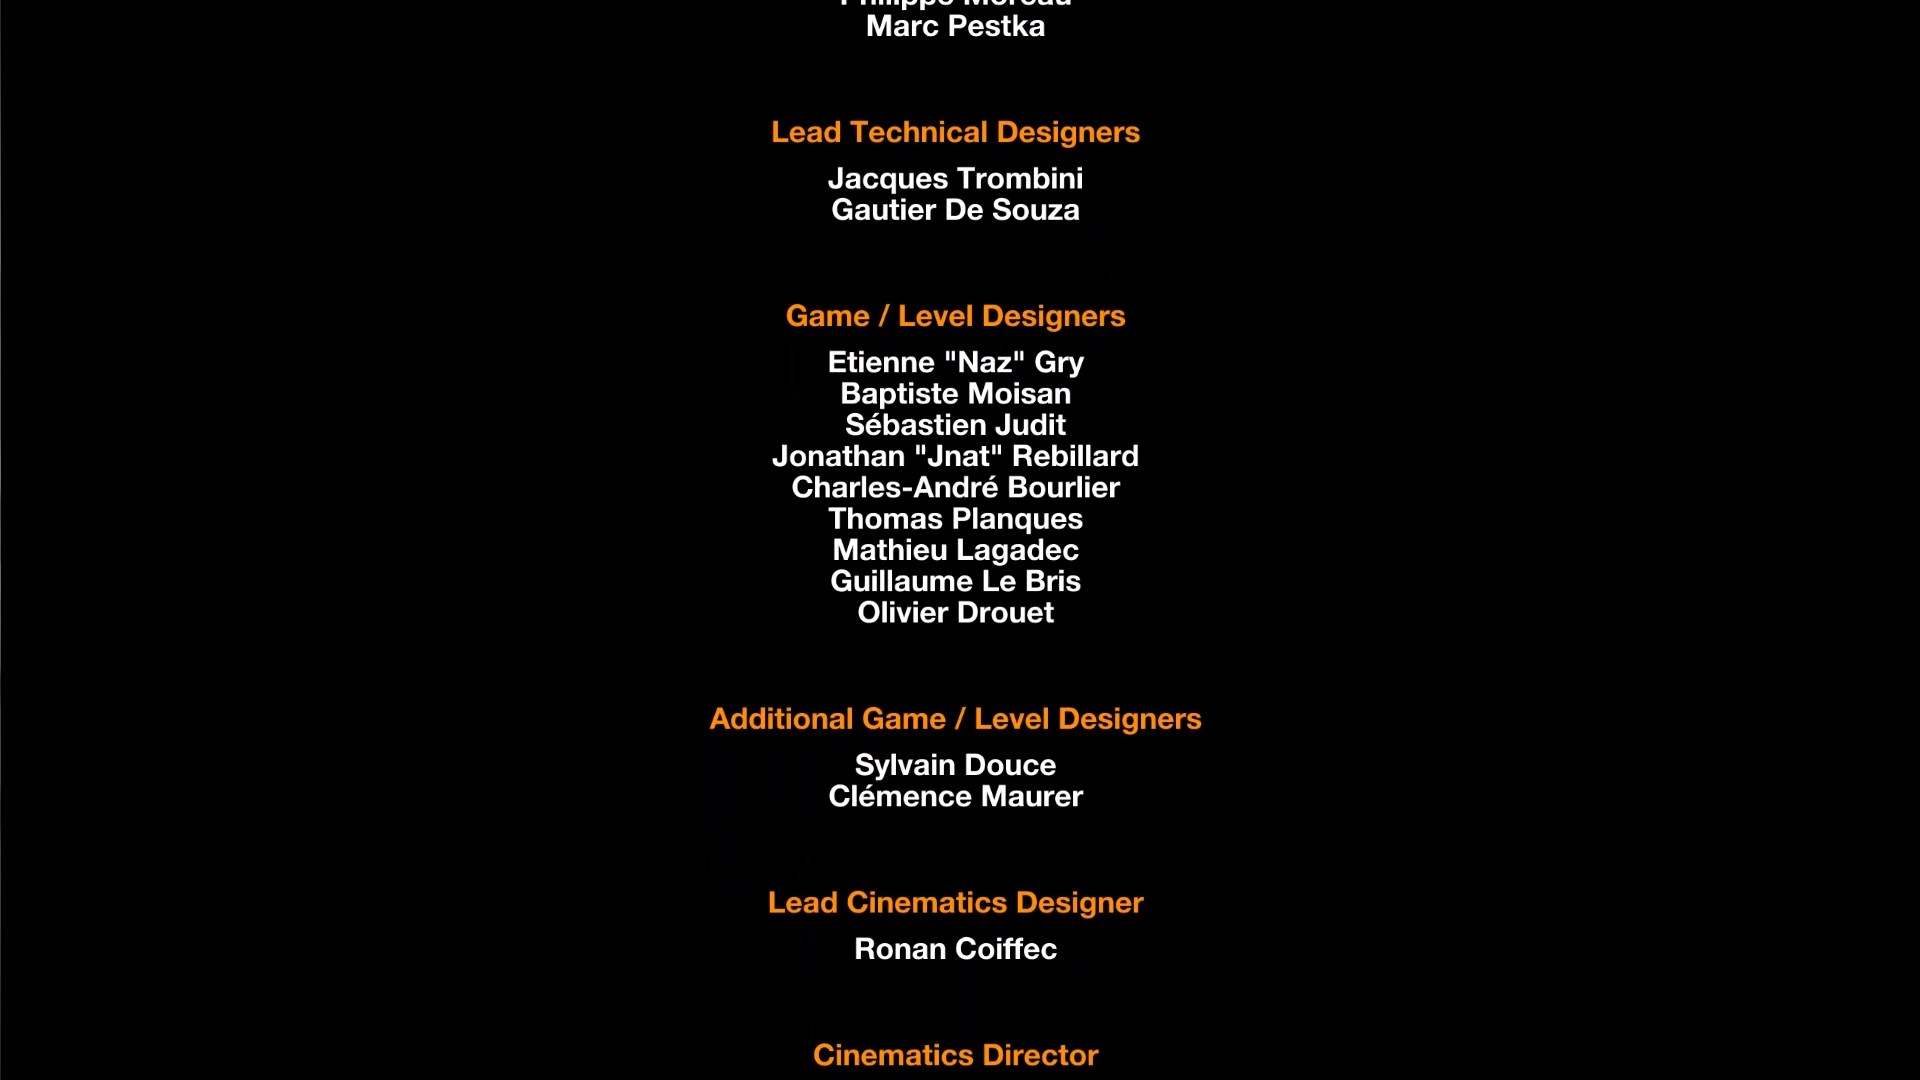 Philippe Moreau
Marc Pestka
Lead Technical Designers
Jacques Trombini
Gautier De Souza
Game / Level Designers
Etienne "Naz" Gry
Baptiste Moisan
Sébastien Judit
Jonathan "Jnat" Rebillard
Charles-André Bourlier
Thomas Planques
Mathieu Lagadec
Guillaume Le Bris
Olivier Drouet
Additional Game / Level Designers
Sylvain Douce
Clémence Maurer
Lead Cinematics Designer
Ronan Coiffec
Cinematics Director